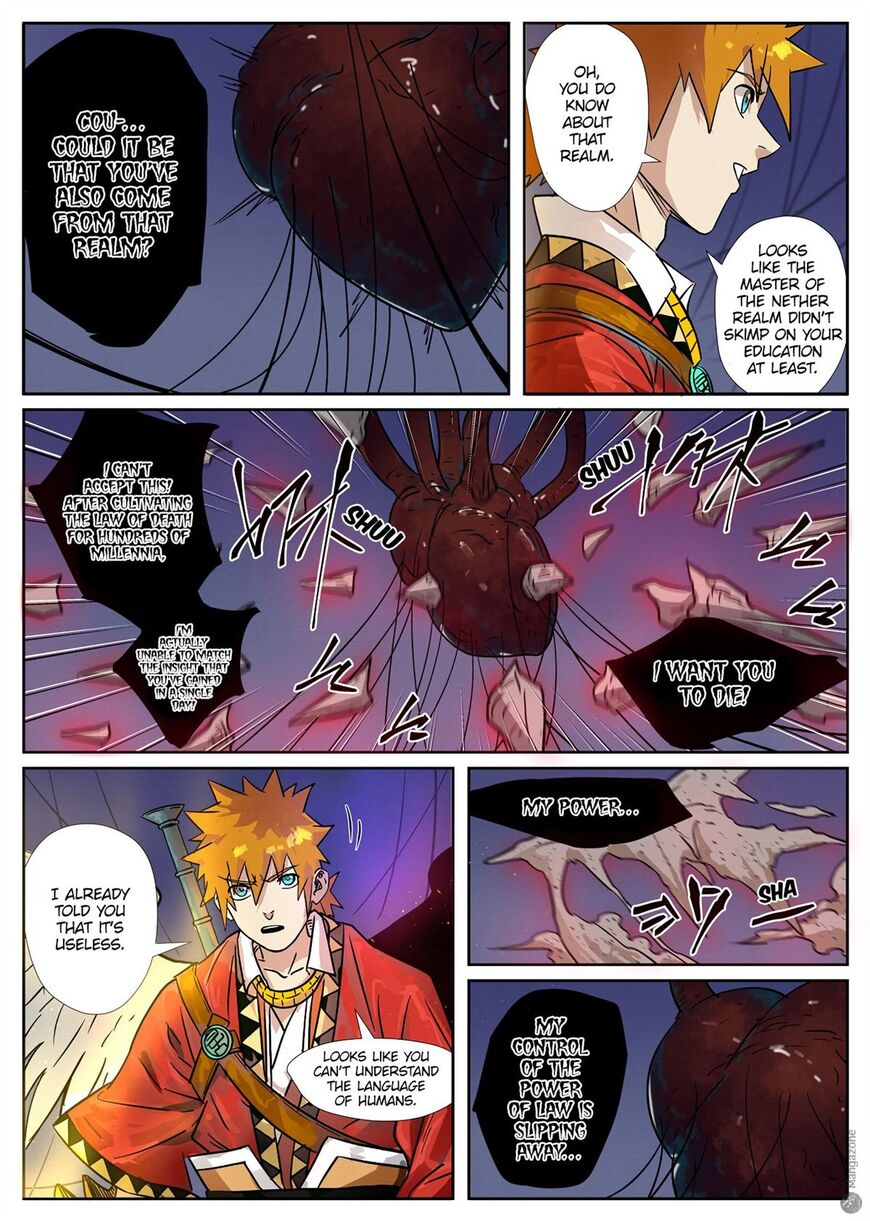 COU-...
COULD IT BE
THAT YOU'VE
ALSO COME
FROM THAT
REALM?
OH,
YOU DO
KNOW
ABOUT
THAT
REALM.
LOOKS
LIKE THE
MASTER OF
THE NETHER
REALM DIDN'T
SKIMP ON YOUR
EDUCATION
AT LEAST.
I CAN'T
ACCEPT THIS!
AFTER CULTIVATING
THE LAW OF DEATH
FOR HUNDREDS OF
MILLENNIA,
I'M
ACTUALLY
UNABLE TO MATCH
THE INSIGHT THAT
YOU'VE GAINED
IN A SINGLE
DAY!
SHUU
SHUU
I WANT YOU
TO DIE!
I ALREADY
TOLD YOU
THAT IT'S
USELESS.
LOOKS LIKE YOU
CAN'T UNDERSTAND
THE LANGUAGE
OF HUMANS.
MY POWER...
SHA
MY
CONTROL
OF THE
POWER
OF LAW IS
SLIPPING
AWAY...
Mangazone